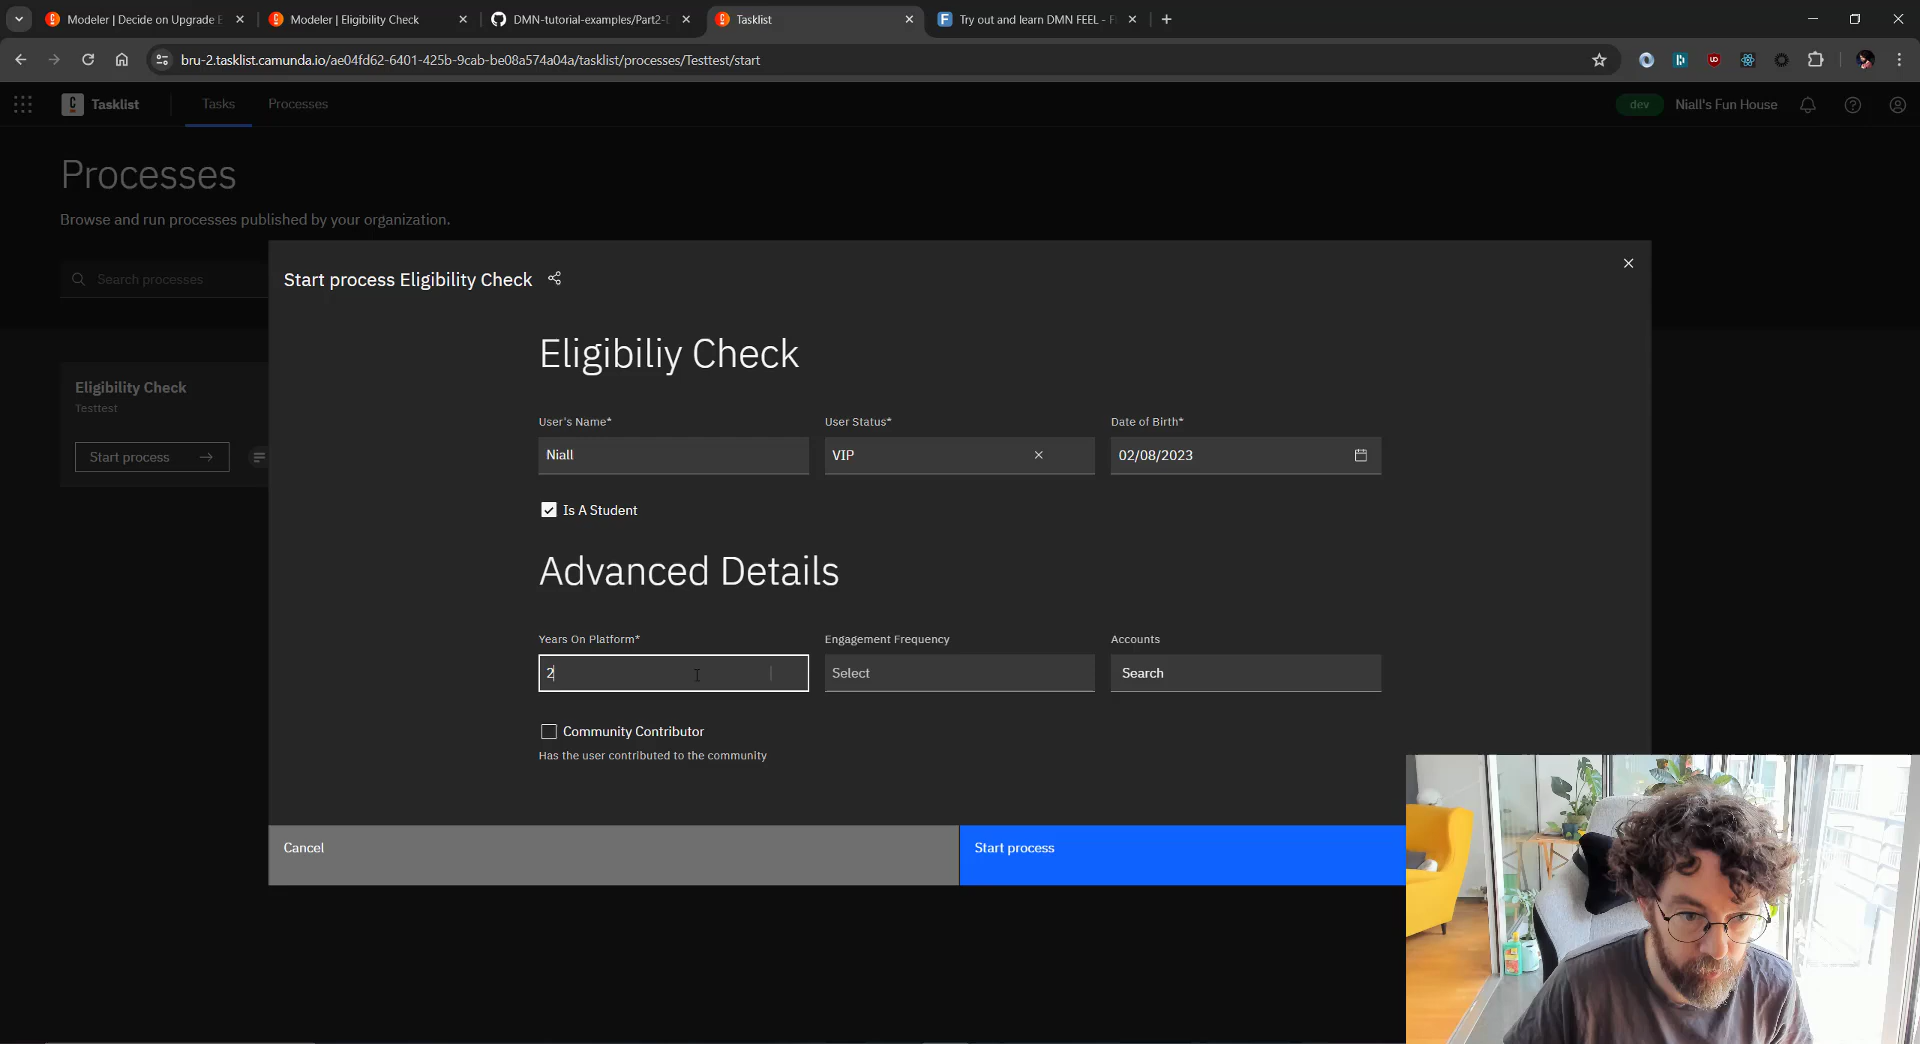 Modeler | Decide on Upgrade E
Modeler | Eligibility Check
DMN-tutorial-examples/Part2-D
Tasklist
Try out and learn DMN FEEL - F
bru-2.tasklist.camunda.io/ae04fd62-6401-425b-9cab-be08a574a04a/tasklist/processes/Testtest/start
Tasklist
Tasks
Processes
dev
Niall's Fun House
Processes
Browse and run processes published by your organization.
Search processes
Start process Eligibility Check
Eligibiliy Check
Eligibility Check
Testtest
Start process
User's Name*
User Status*
Date of Birth*
Niall
VIP
02/08/2023
Is A Student
Advanced Details
Years On Platform*
Engagement Frequency
Accounts
2
Select
Search
Community Contributor
Has the user contributed to the community
Cancel
Start process